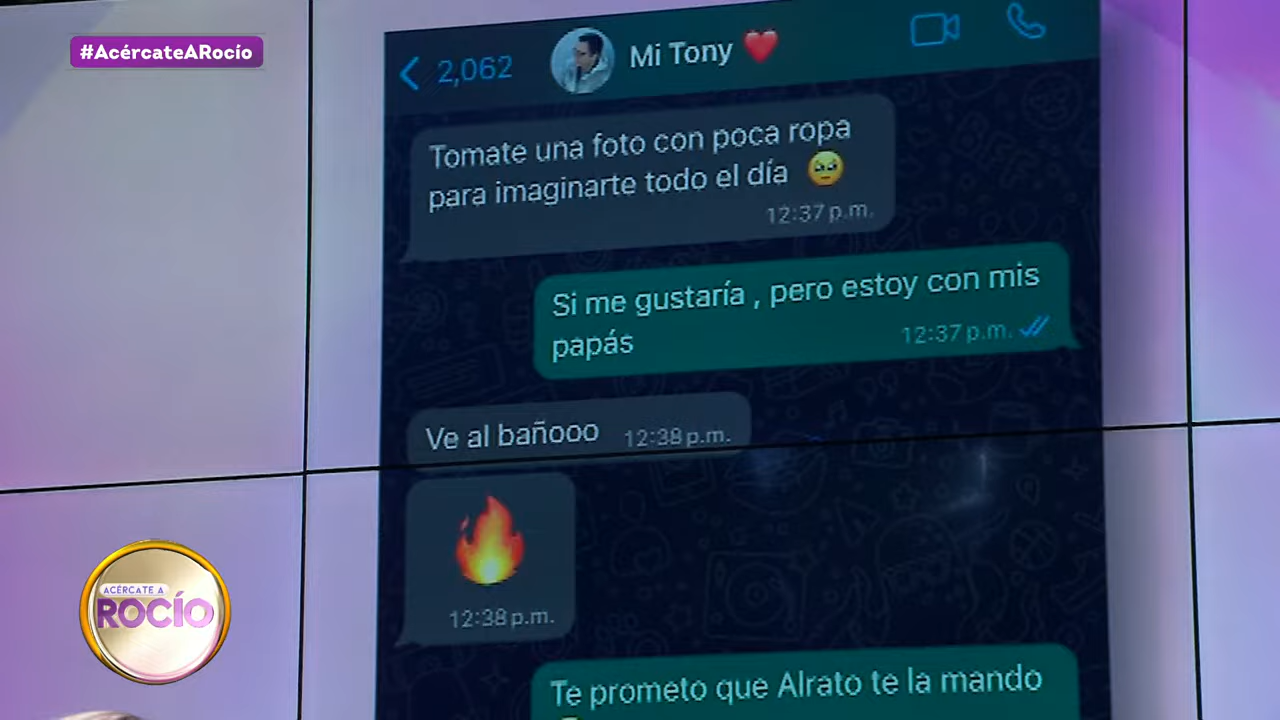 #AcércateARocío
2,062
Mi Tony ❤️
Tomate una foto con poca ropa
para imaginarte todo el día 🥺
12:37 p.m.
Si me gustaría , pero estoy con mis
papás
12:37 p.m.
Ve al bañooo 12:38 p.m.
🔥
12:38 p.m.
Te prometo que Alrato te la mando
ACÉRCATE A
ROCÍO